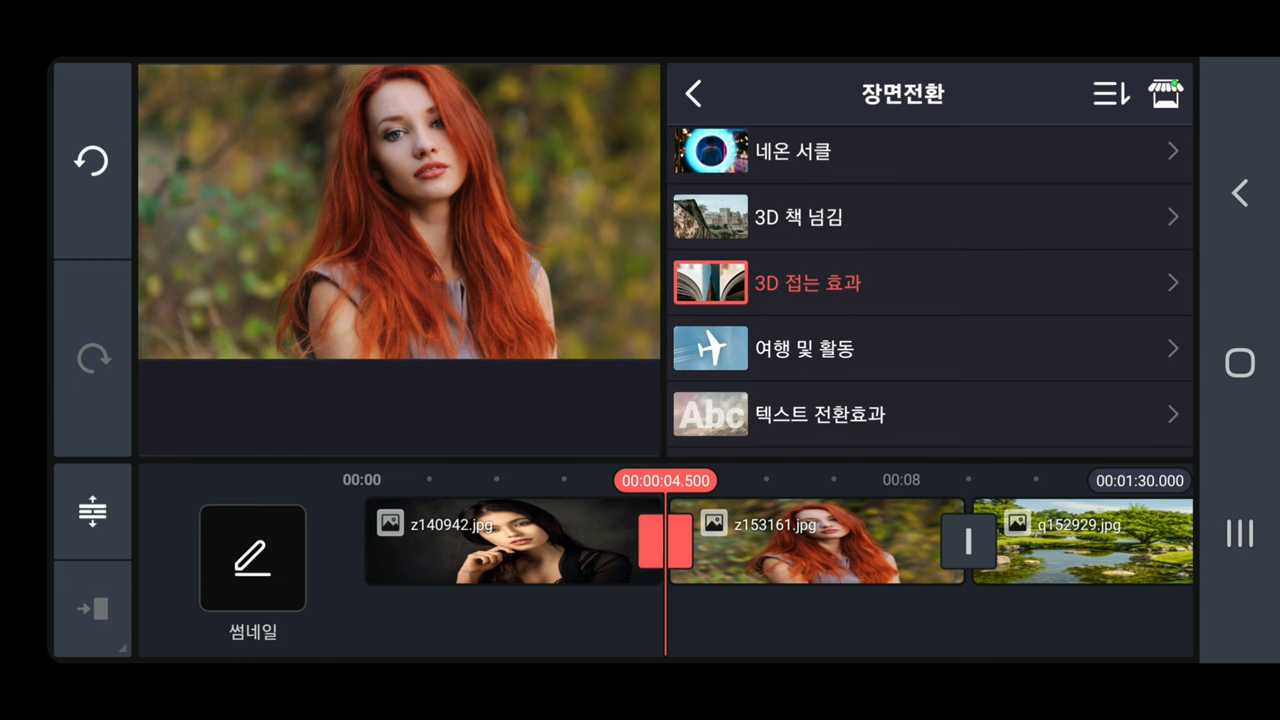 장면전환
네온 서클
3D 책 넘김
3D 접는 효과
여행 및 활동
Abc
텍스트 전환효과
00:00
00:00:04.500
00:08
00:01:30.000
z140942.jpg
z153161.jpg
q152929.jpg
썸네일